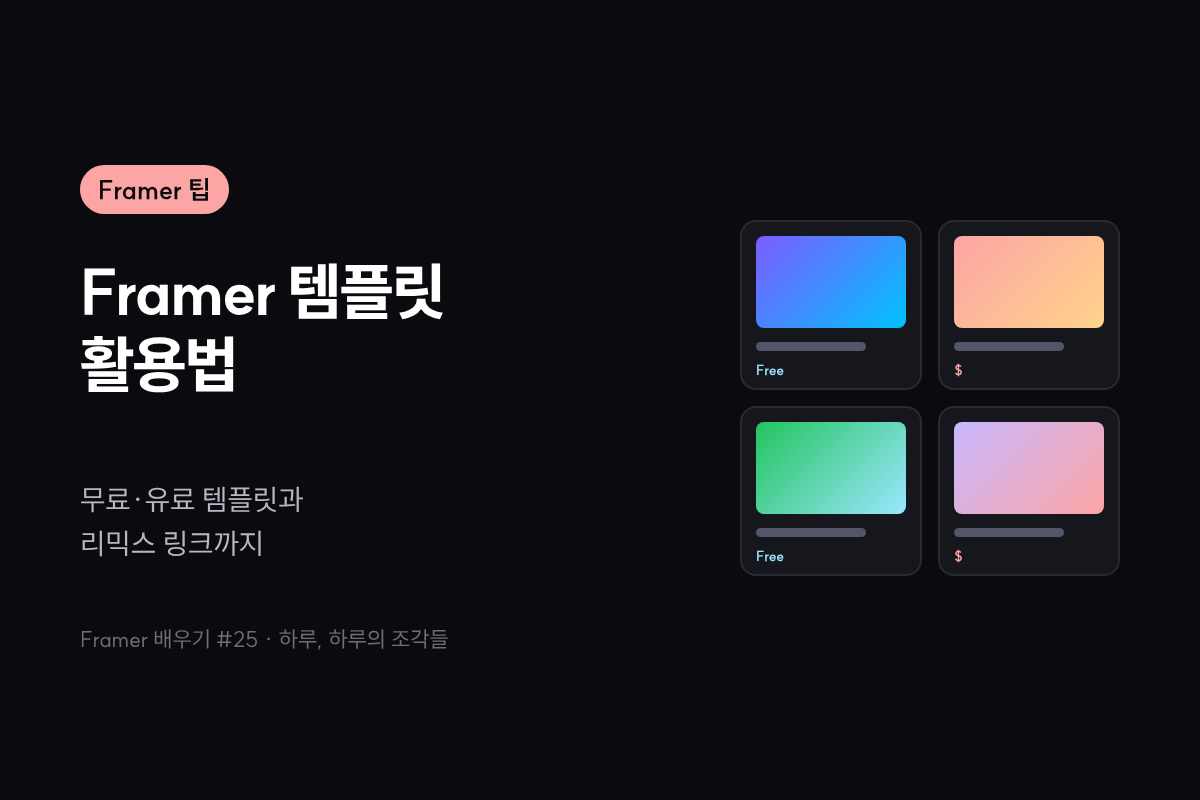 Framer 팁
Framer 템플릿
활용법
무료·유료 템플릿과
리믹스 링크까지
Framer 배우기 #25 · 하루, 하루의 조각들
Free
$
Free
$